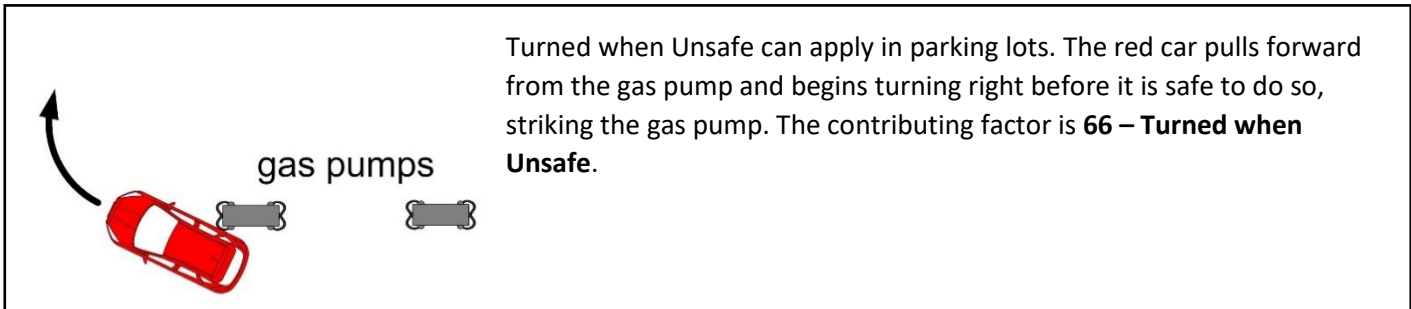 Turned when Unsafe can apply in parking lots. The red car pulls forward
from the gas pump and begins turning right before it is safe to do so,
striking the gas pump. The contributing factor is 66 – Turned when
Unsafe.
gas pumps